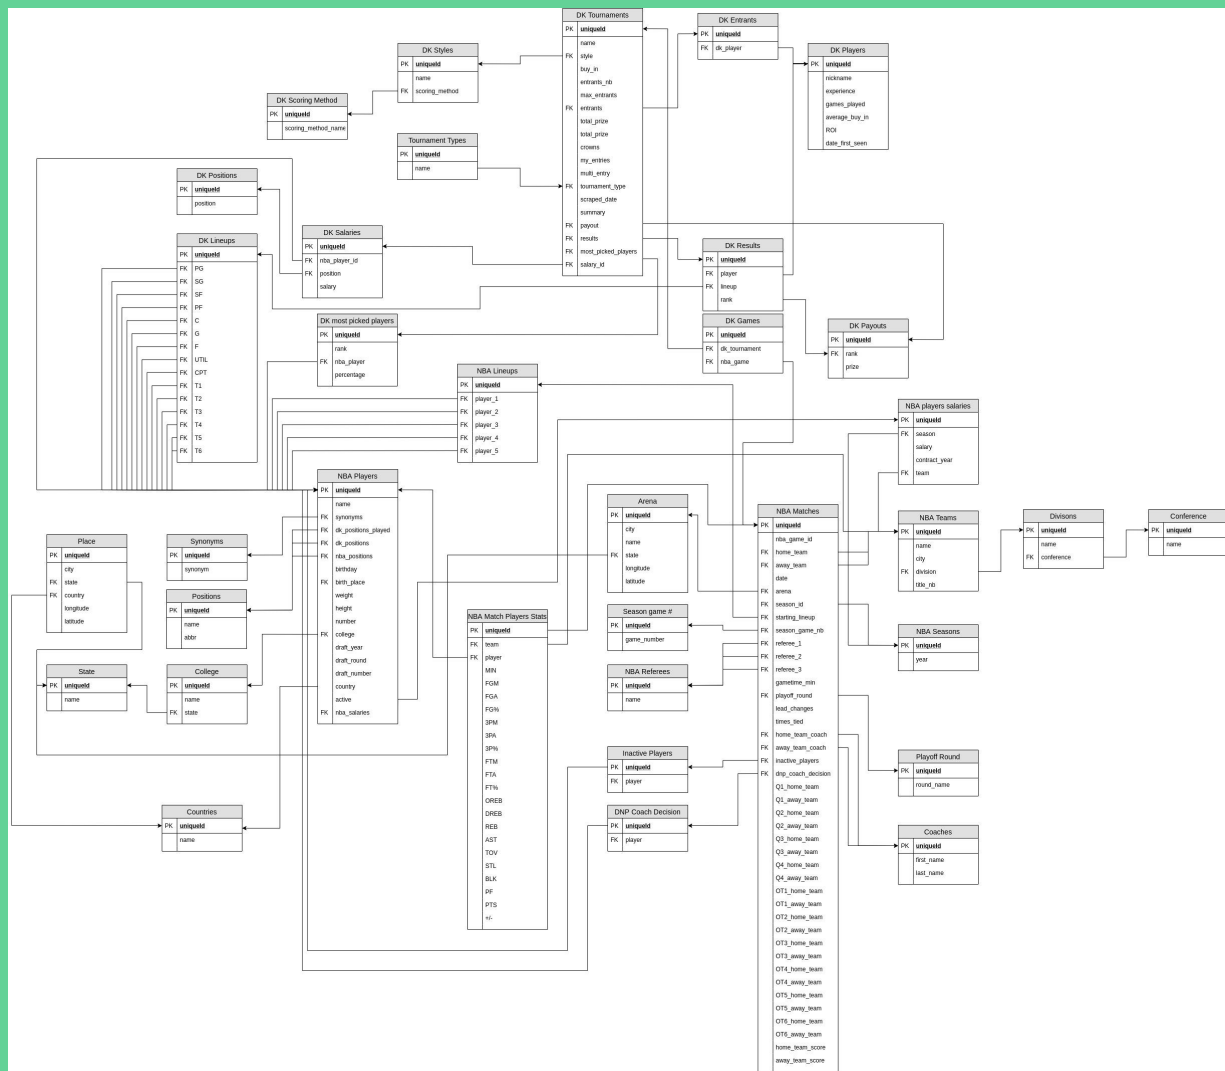 DK Tournaments
PK uniqueId
name
FK style
buy_in
entrants_nb
max_entrants
FK entrants
total_prize
total_prize
crowns
my_entries
multi_entry
FK tournament_type
scraped_date
summary
FK payout
FK results
FK most_picked_players
FK salary_id
DK Entrants
PK uniqueId
FK dk_player
DK Players
PK uniqueId
nickname
experience
games_played
average_buy_in
ROI
date_first_seen
DK Styles
PK uniqueId
name
FK scoring_method
DK Scoring Method
PK uniqueId
scoring_method_name
Tournament Types
PK uniqueId
name
DK Positions
PK uniqueId
position
DK Lineups
PK uniqueId
FK PG
FK SG
FK SF
FK PF
FK C
FK G
FK F
FK UTIL
FK CPT
FK T1
FK T2
FK T3
FK T4
FK T5
FK T6
DK Salaries
PK uniqueId
FK nba_player_id
FK position
salary
DK Results
PK uniqueId
FK player
FK lineup
rank
DK most picked players
PK uniqueId
rank
FK nba_player
percentage
DK Games
PK uniqueId
FK dk_tournament
FK nba_game
DK Payouts
PK uniqueId
FK rank
prize
NBA Lineups
PK uniqueId
FK player_1
FK player_2
FK player_3
FK player_4
FK player_5
NBA players salaries
PK uniqueId
FK season
salary
contract_year
FK team
NBA Players
PK uniqueId
name
FK synonyms
FK dk_positions_played
FK dk_positions
FK nba_positions
birthday
FK birth_place
weight
height
number
FK college
draft_year
draft_round
draft_number
country
active
FK nba_salaries
Arena
PK uniqueId
city
name
FK state
longitude
latitude
NBA Matches
PK uniqueId
nba_game_id
FK home_team
FK away_team
date
FK arena
FK season_id
FK starting_lineup
FK season_game_nb
FK referee_1
FK referee_2
FK referee_3
gametime_min
FK playoff_round
lead_changes
times_tied
FK home_team_coach
FK away_team_coach
FK inactive_players
FK dnp_coach_decision
Q1_home_team
Q1_away_team
Q2_home_team
Q2_away_team
Q3_home_team
Q3_away_team
Q4_home_team
Q4_away_team
OT1_home_team
OT1_away_team
OT2_home_team
OT2_away_team
OT3_home_team
OT3_away_team
OT4_home_team
OT4_away_team
OT5_home_team
OT5_away_team
OT6_home_team
OT6_away_team
home_team_score
away_team_score
NBA Teams
PK uniqueId
name
city
FK division
title_nb
Divisons
PK uniqueId
name
FK conference
Conference
PK uniqueId
name
Place
PK uniqueId
city
FK state
FK country
longitude
latitude
Synonyms
PK uniqueId
synonym
Positions
PK uniqueId
name
abbr
NBA Match Players Stats
PK uniqueId
FK team
FK player
MIN
FGM
FGA
FG%
3PM
3PA
3P%
FTM
FTA
FT%
OREB
DREB
REB
AST
TOV
STL
BLK
PF
PTS
+/-
Season game #
PK uniqueId
game_number
NBA Seasons
PK uniqueId
year
State
PK uniqueId
name
College
PK uniqueId
name
FK state
NBA Referees
PK uniqueId
name
Inactive Players
PK uniqueId
FK player
Playoff Round
PK uniqueId
round_name
Countries
PK uniqueId
name
DNP Coach Decision
PK uniqueId
FK player
Coaches
PK uniqueId
first_name
last_name